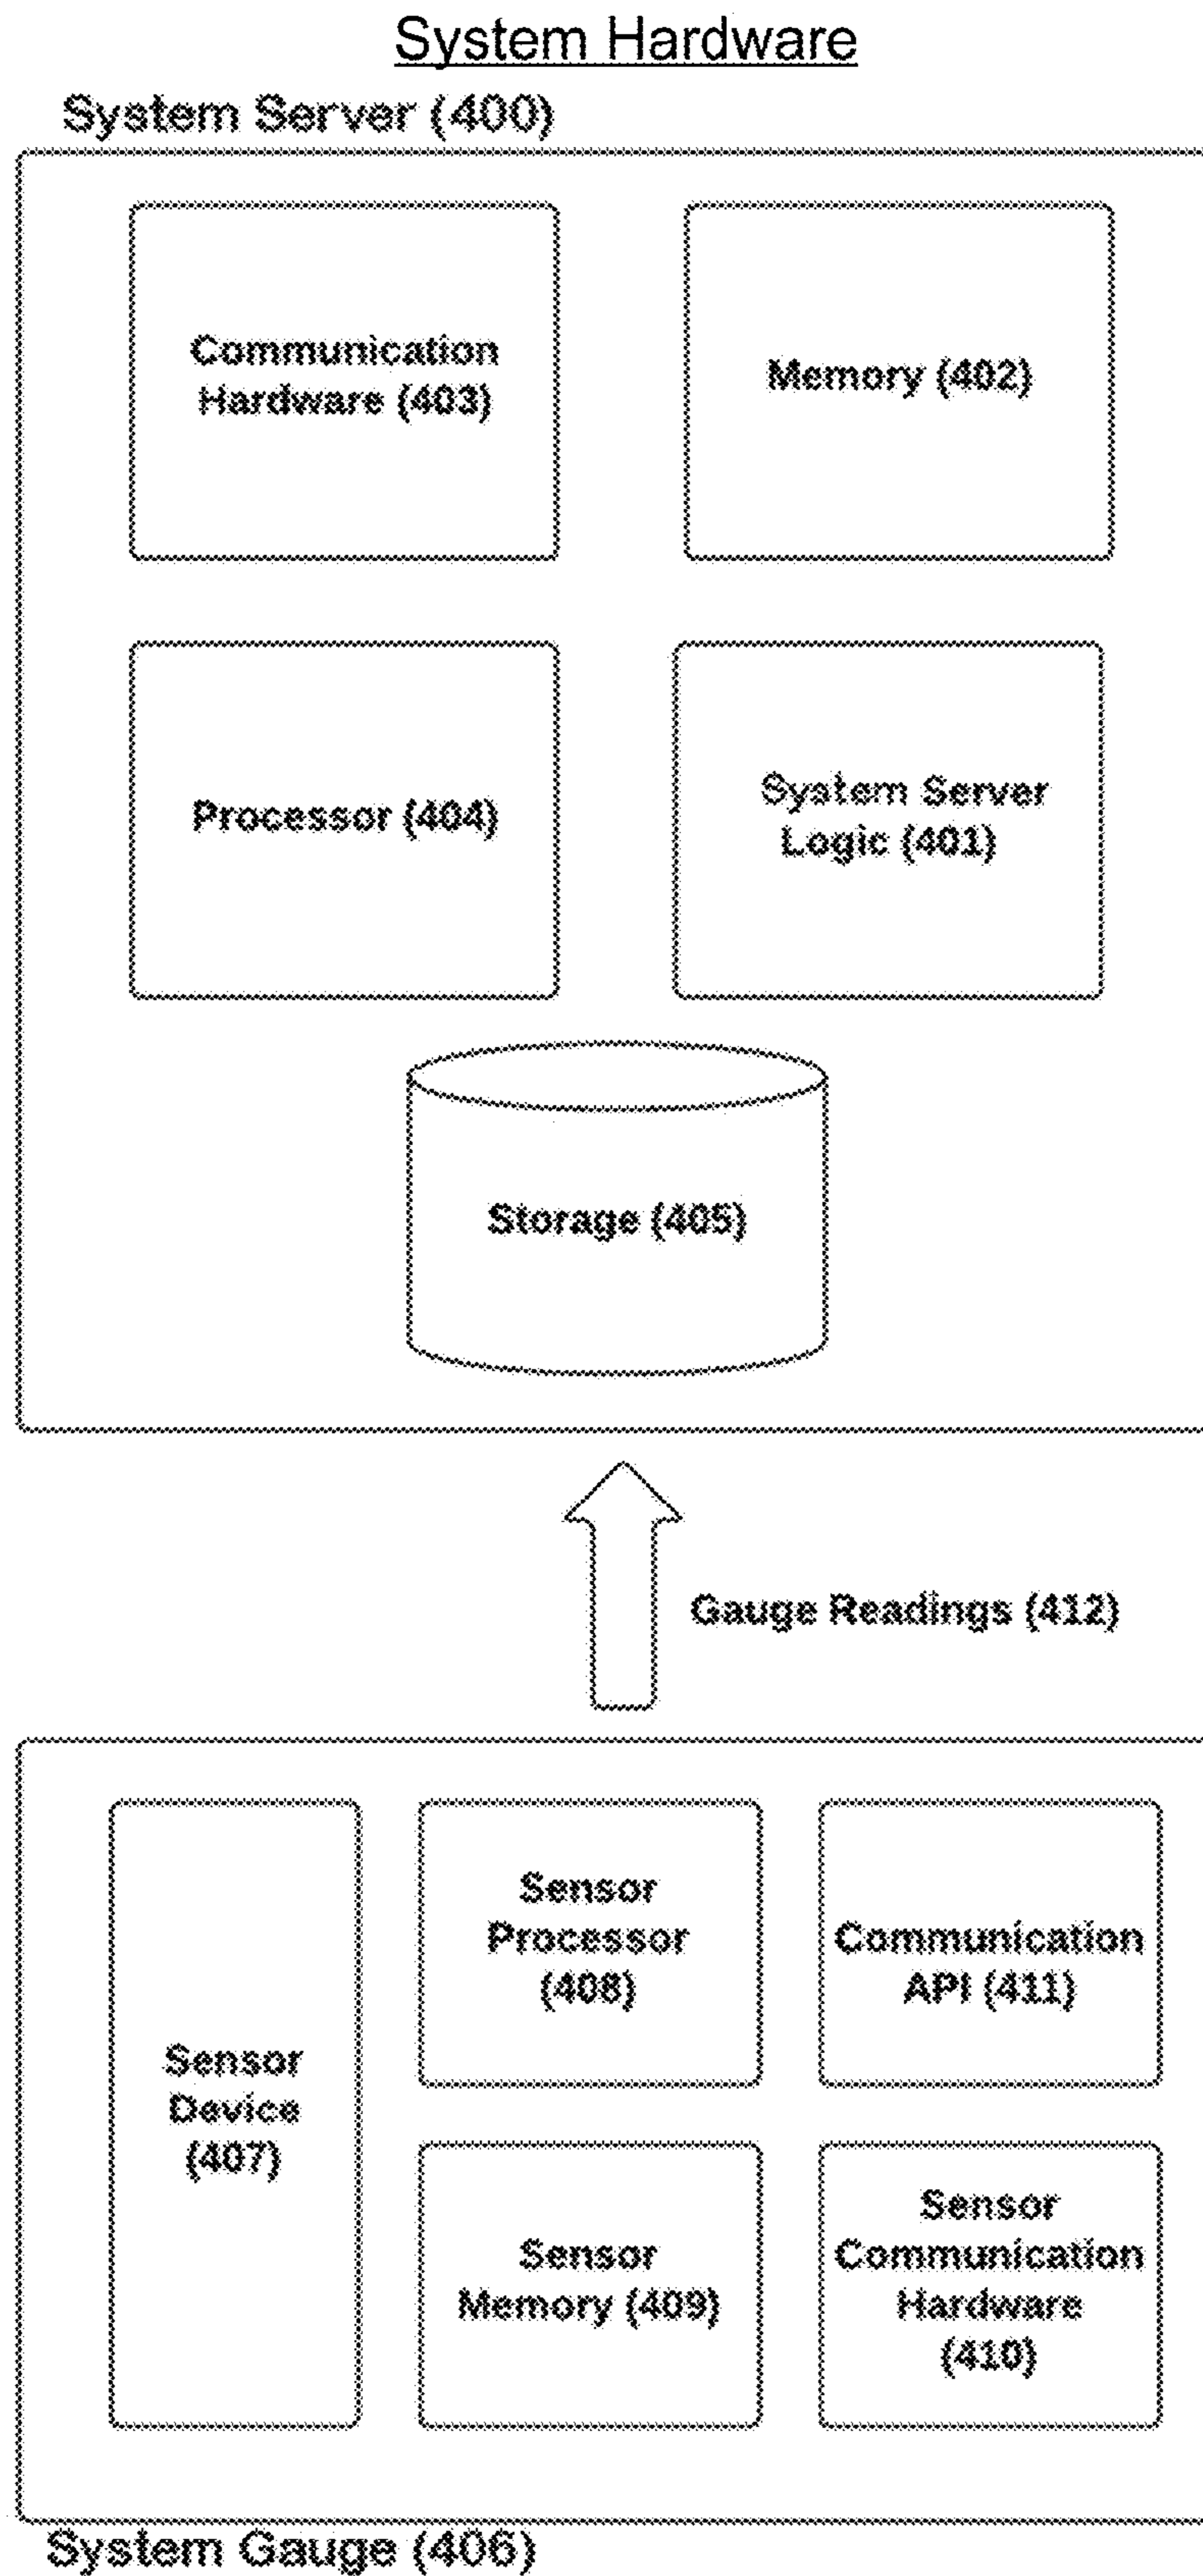 System Hardware
System Server (400)
Communication
Hardware (403)
Memory (402)
Processor (404)
System Server
Logic (401)
Storage (405)
Gauge Readings (412)
Sensor
Device
(407)
Sensor
Processor
(408)
Communication
API (411)
Sensor
Memory (409)
Sensor
Communication
Hardware
(410)
System Gauge (406)